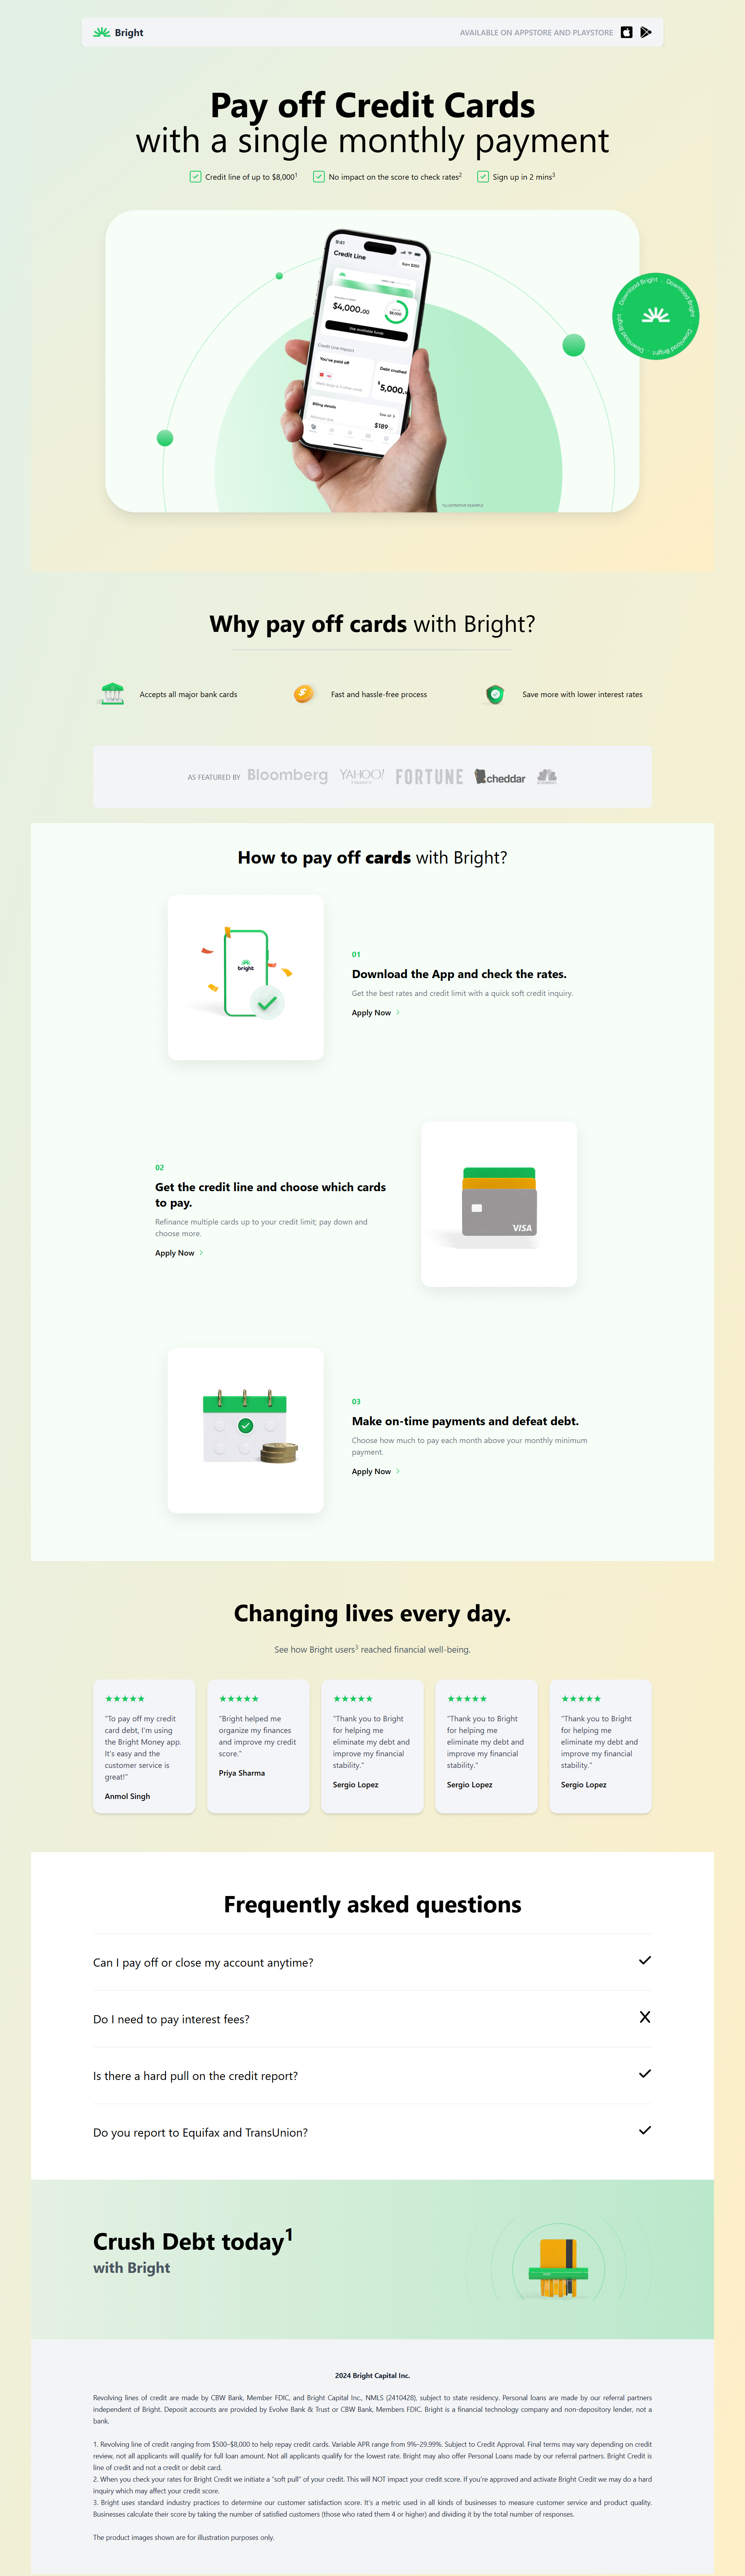 Bright
AVAILABLE ON APPSTORE AND PLAYSTORE
Pay off Credit Cards
with a single monthly payment
Credit line of up to $8,000¹
No impact on the score to check rates²
Sign up in 2 mins³
9:41
Credit Line
Earn $200
$4,000.00
$8,000
Use available funds
Credit Line Impact
You've paid off
Debt crushed
$5,000.
Billing details
See all >
$189
Download Bright · Download Bright · Download Bright · Download Bright
Why pay off cards with Bright?
Accepts all major bank cards
Fast and hassle-free process
Save more with lower interest rates
AS FEATURED BY
Bloomberg
YAHOO!
FINANCE
FORTUNE
cheddar
How to pay off cards with Bright?
bright
01
Download the App and check the rates.
Get the best rates and credit limit with a quick soft credit inquiry.
Apply Now >
02
Get the credit line and choose which cards
to pay.
Refinance multiple cards up to your credit limit; pay down and
choose more.
Apply Now >
VISA
03
Make on-time payments and defeat debt.
Choose how much to pay each month above your monthly minimum
payment.
Apply Now >
Changing lives every day.
See how Bright users³ reached financial well-being.
"To pay off my credit
card debt, I'm using
the Bright Money app.
It's easy and the
customer service is
great!"
Anmol Singh
"Bright helped me
organize my finances
and improve my credit
score."
Priya Sharma
"Thank you to Bright
for helping me
eliminate my debt and
improve my financial
stability."
Sergio Lopez
"Thank you to Bright
for helping me
eliminate my debt and
improve my financial
stability."
Sergio Lopez
"Thank you to Bright
for helping me
eliminate my debt and
improve my financial
stability."
Sergio Lopez
Frequently asked questions
Can I pay off or close my account anytime?
Do I need to pay interest fees?
Is there a hard pull on the credit report?
Do you report to Equifax and TransUnion?
Crush Debt today¹
with Bright
2024 Bright Capital Inc.
Revolving lines of credit are made by CBW Bank, Member FDIC, and Bright Capital Inc., NMLS (2410428), subject to state residency. Personal loans are made by our referral partners
independent of Bright. Deposit accounts are provided by Evolve Bank & Trust or CBW Bank, Members FDIC. Bright is a financial technology company and non-depository lender, not a
bank.
1. Revolving line of credit ranging from $500–$8,000 to help repay credit cards. Variable APR range from 9%–29.99%. Subject to Credit Approval. Final terms may vary depending on credit
review, not all applicants will qualify for full loan amount. Not all applicants qualify for the lowest rate. Bright may also offer Personal Loans made by our referral partners. Bright Credit is
line of credit and not a credit or debit card.
2. When you check your rates for Bright Credit we initiate a "soft pull" of your credit. This will NOT impact your credit score. If you're approved and activate Bright Credit we may do a hard
inquiry which may affect your credit score.
3. Bright uses standard industry practices to determine our customer satisfaction score. It's a metric used in all kinds of businesses to measure customer service and product quality.
Businesses calculate their score by taking the number of satisfied customers (those who rated them 4 or higher) and dividing it by the total number of responses.
The product images shown are for illustration purposes only.